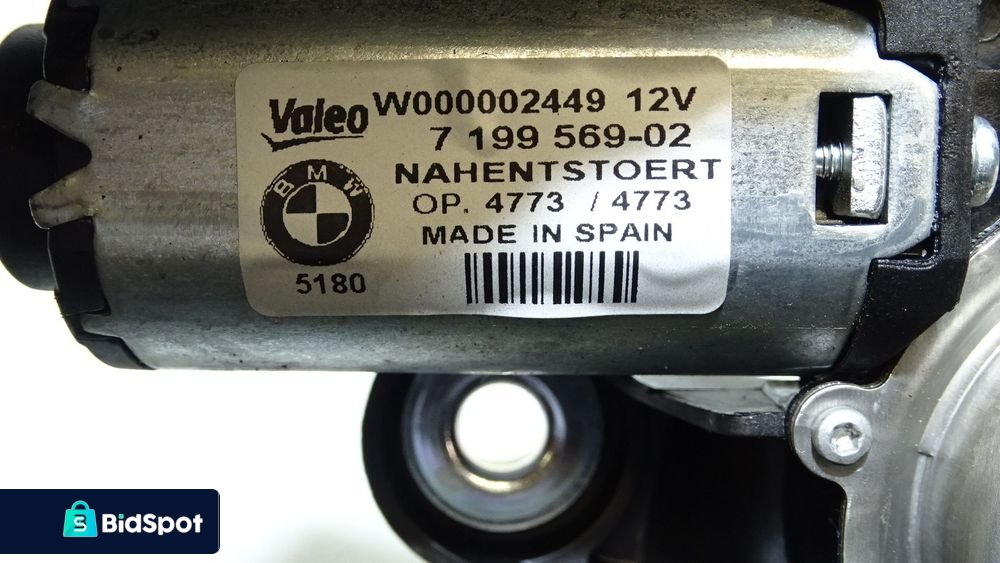 Valeo W000002449 12V
7 199 569-02
NAHENTSTOERT
BMW
OP. 4773 / 4773
MADE IN SPAIN
5180
BidSpot